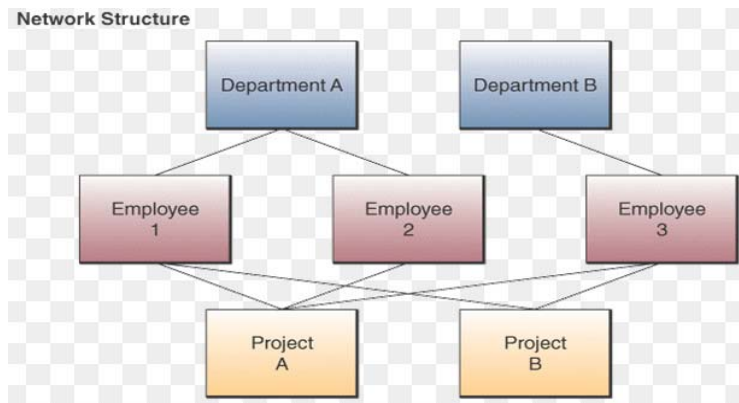 Network Structure
Department A
Department B
Employee
1
Employee
2
Employee
3
Project
A
Project
B